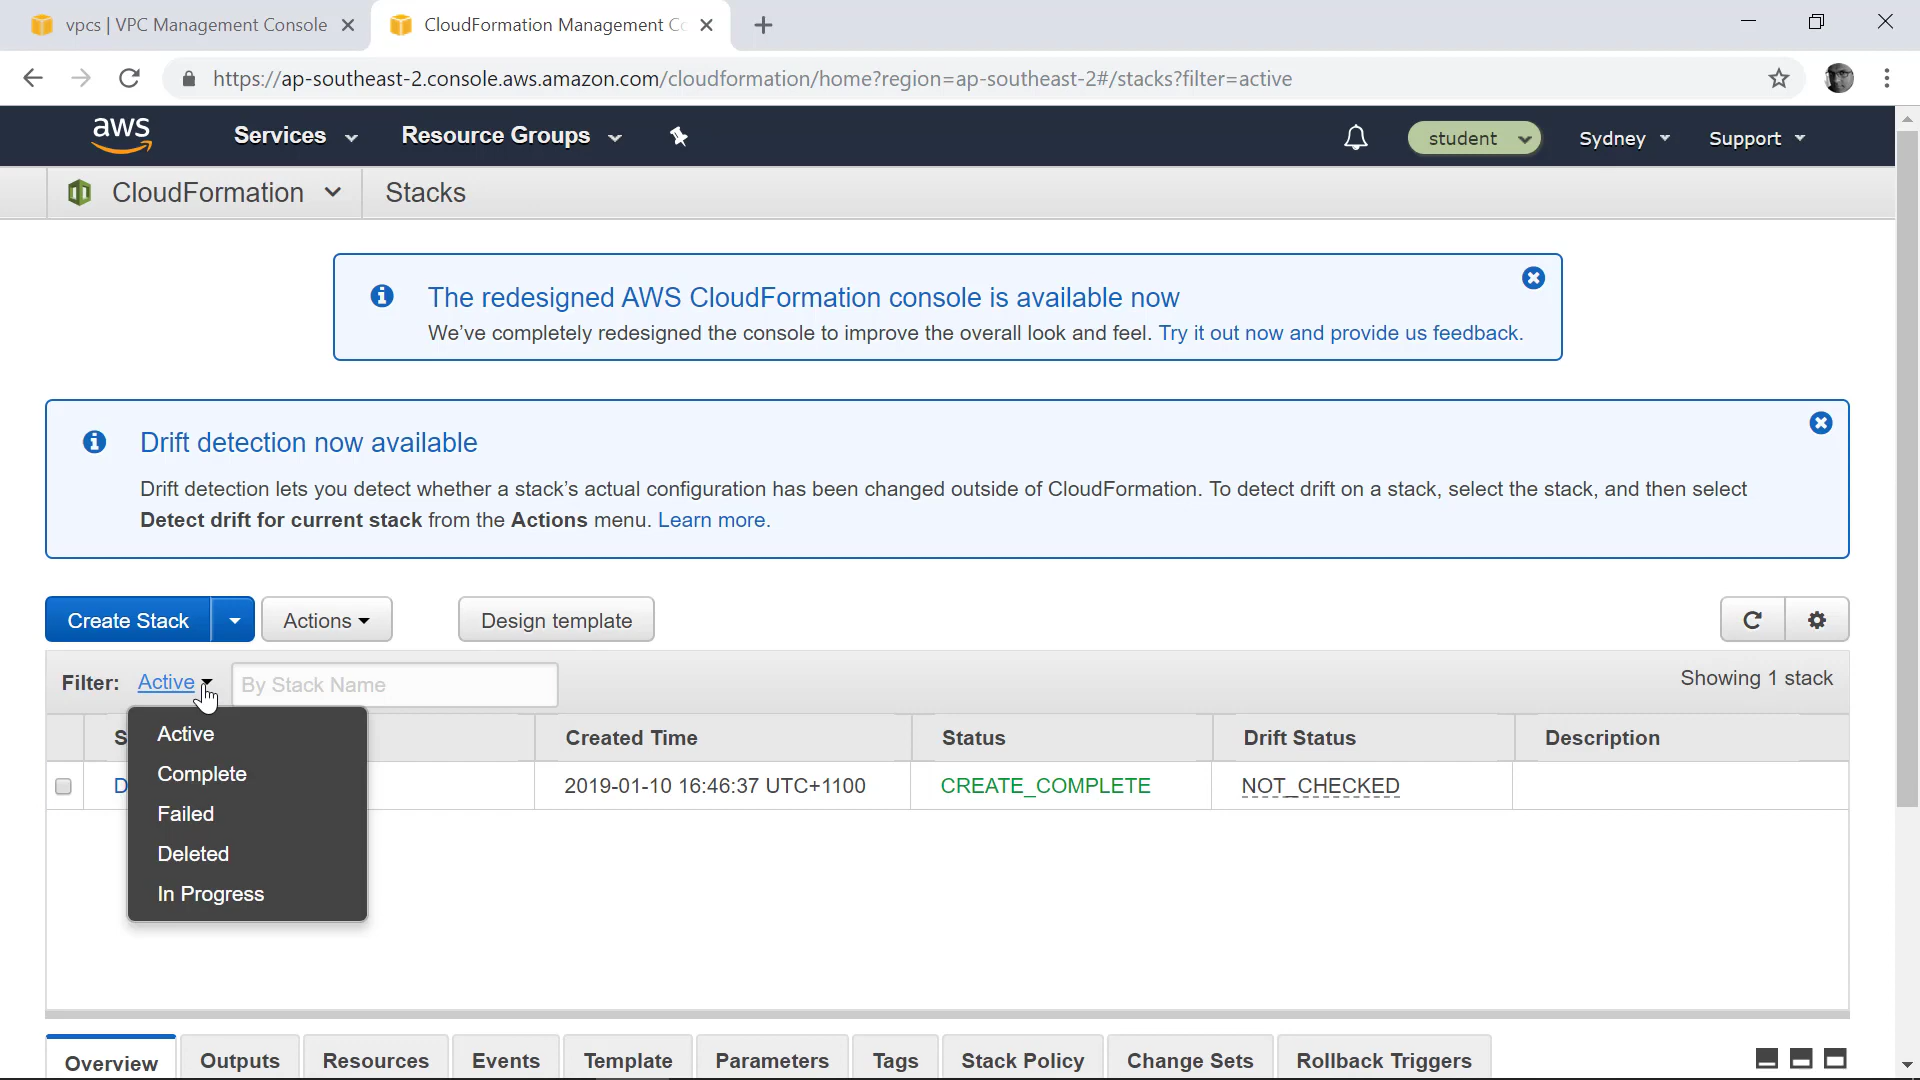 vpcs | VPC Management Console
CloudFormation Management Co
https://ap-southeast-2.console.aws.amazon.com/cloudformation/home?region=ap-southeast-2#/stacks?filter=active
aws
Services
Resource Groups
student
Sydney
Support
CloudFormation
Stacks
The redesigned AWS CloudFormation console is available now
We've completely redesigned the console to improve the overall look and feel. Try it out now and provide us feedback.
Drift detection now available
Drift detection lets you detect whether a stack's actual configuration has been changed outside of CloudFormation. To detect drift on a stack, select the stack, and then select
Detect drift for current stack from the Actions menu. Learn more.
Create Stack
Actions
Design template
Filter: Active
By Stack Name
Showing 1 stack
S
Created Time
Status
Drift Status
Description
D
2019-01-10 16:46:37 UTC+1100
CREATE_COMPLETE
NOT_CHECKED
Active
Complete
Failed
Deleted
In Progress
Overview
Outputs
Resources
Events
Template
Parameters
Tags
Stack Policy
Change Sets
Rollback Triggers